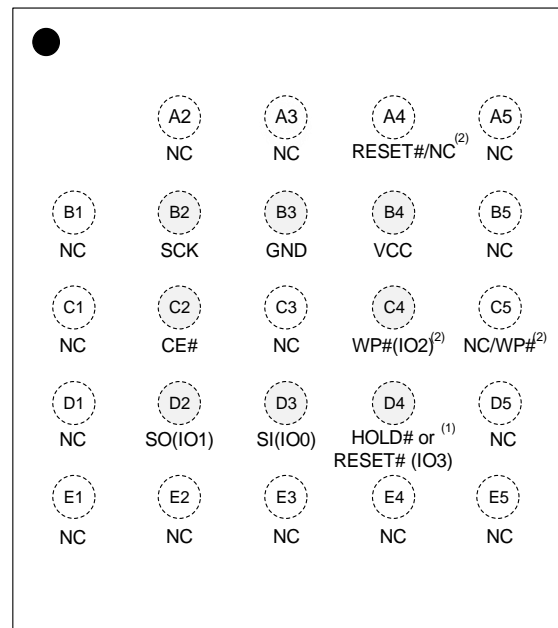 A2 A3 A4 A5
NC NC RESET#/NC(2) NC
B1 B2 B3 B4 B5
NC SCK GND VCC NC
C1 C2 C3 C4 C5
NC CE# NC WP#(IO2)(2) NC/WP#(2)
D1 D2 D3 D4 D5
NC SO(IO1) SI(IO0) HOLD# or (1) NC
RESET# (IO3)
E1 E2 E3 E4 E5
NC NC NC NC NC